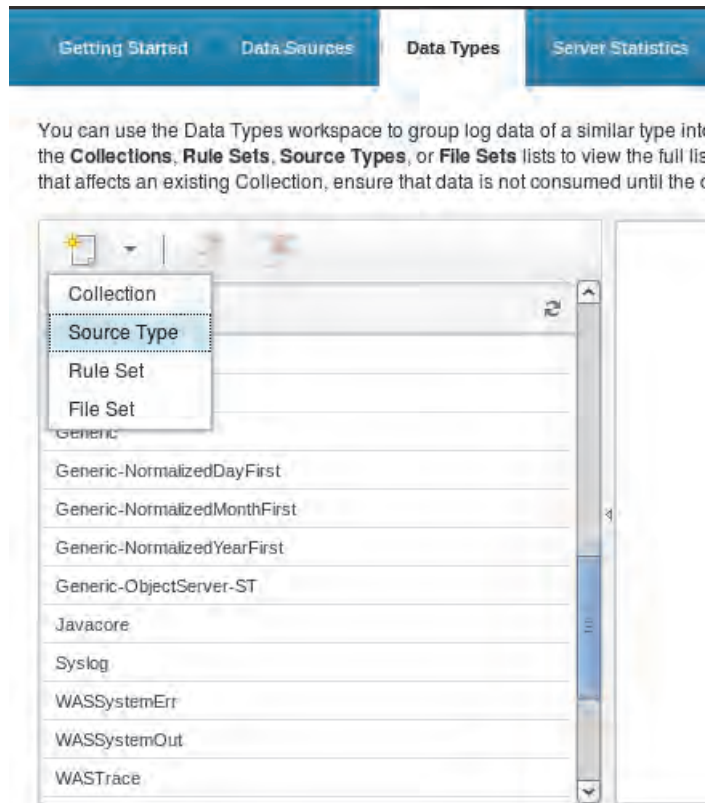 Getting Started Data Sources Data Types Server Statistics
You can use the Data Types workspace to group log data of a similar type into
the Collections, Rule Sets, Source Types, or File Sets lists to view the full lis
that affects an existing Collection, ensure that data is not consumed until the c
Collection
Source Type
Rule Set
File Set
Generic
Generic-NormalizedDayFirst
Generic-NormalizedMonthFirst
Generic-NormalizedYearFirst
Generic-ObjectServer-ST
Javacore
Syslog
WASSystemErr
WASSystemOut
WASTrace